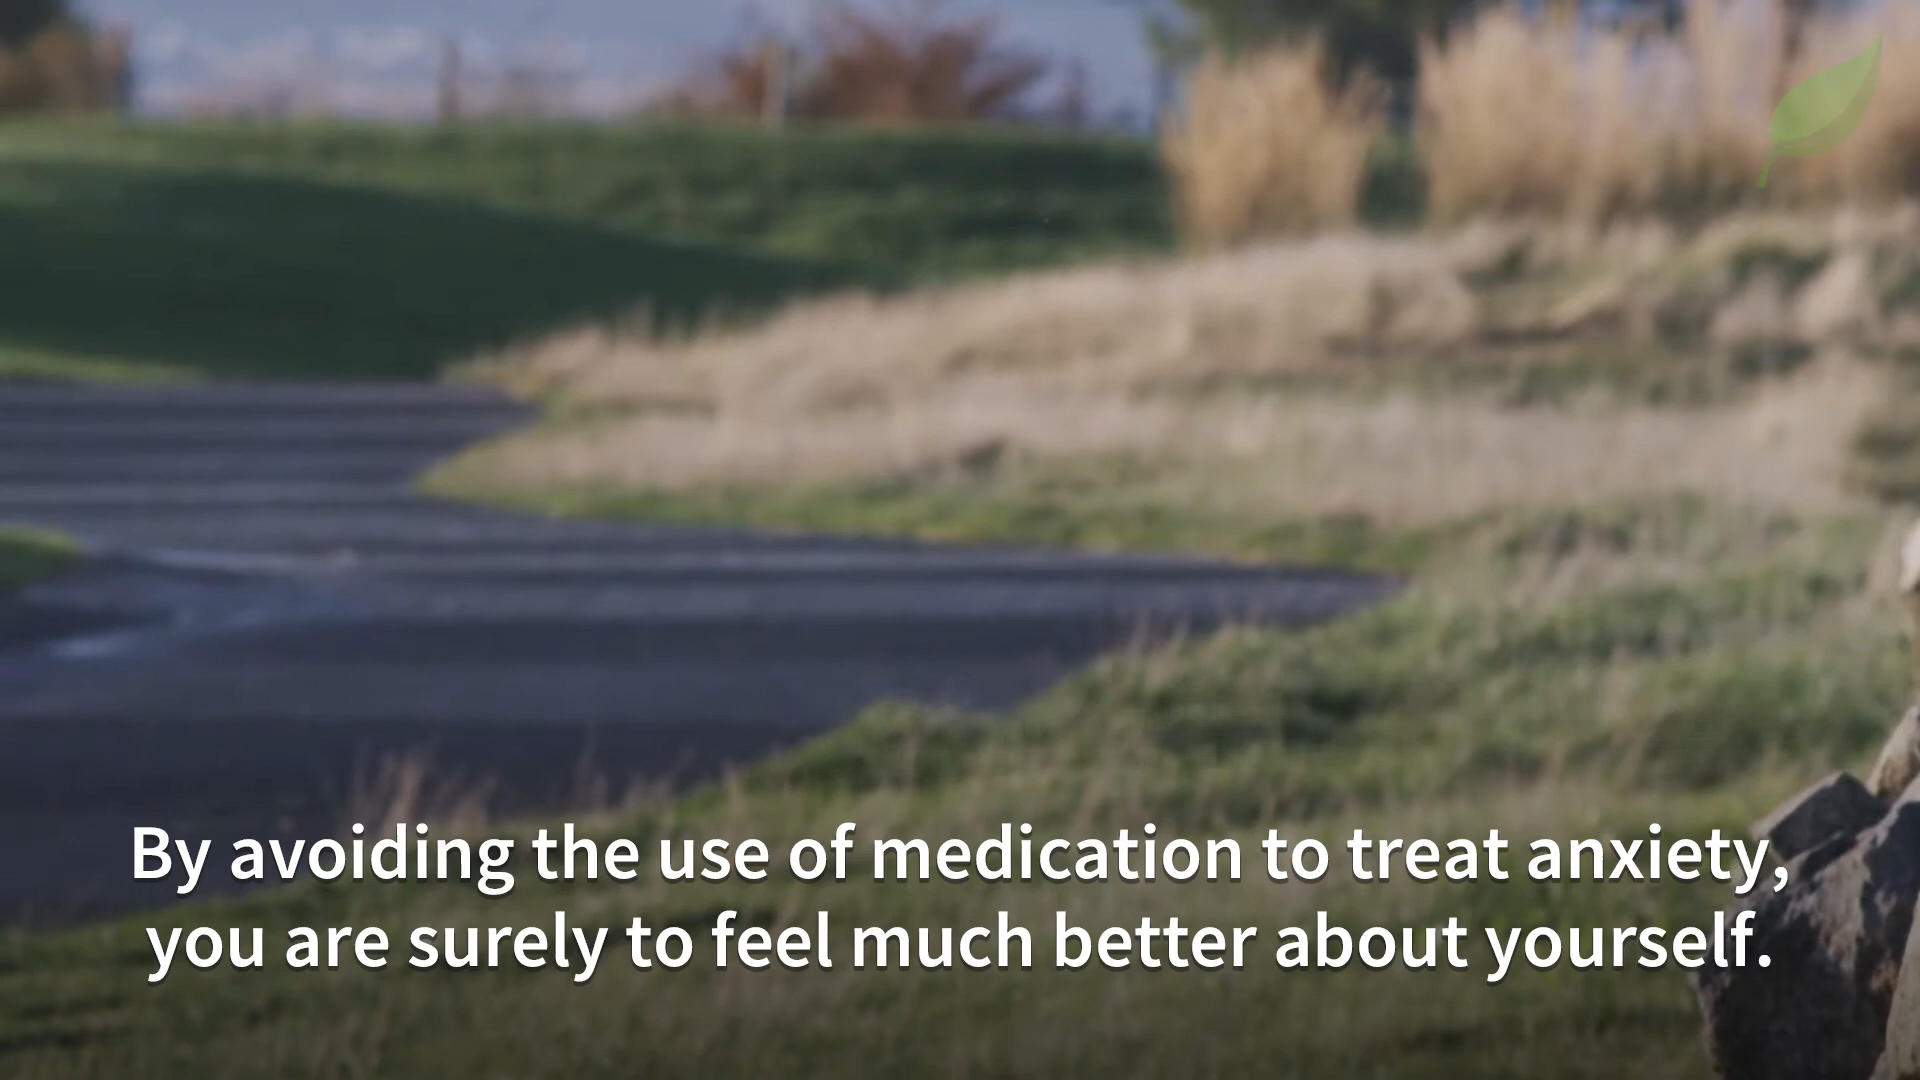 By avoiding the use of medication to treat anxiety,
you are surely to feel much better about yourself.